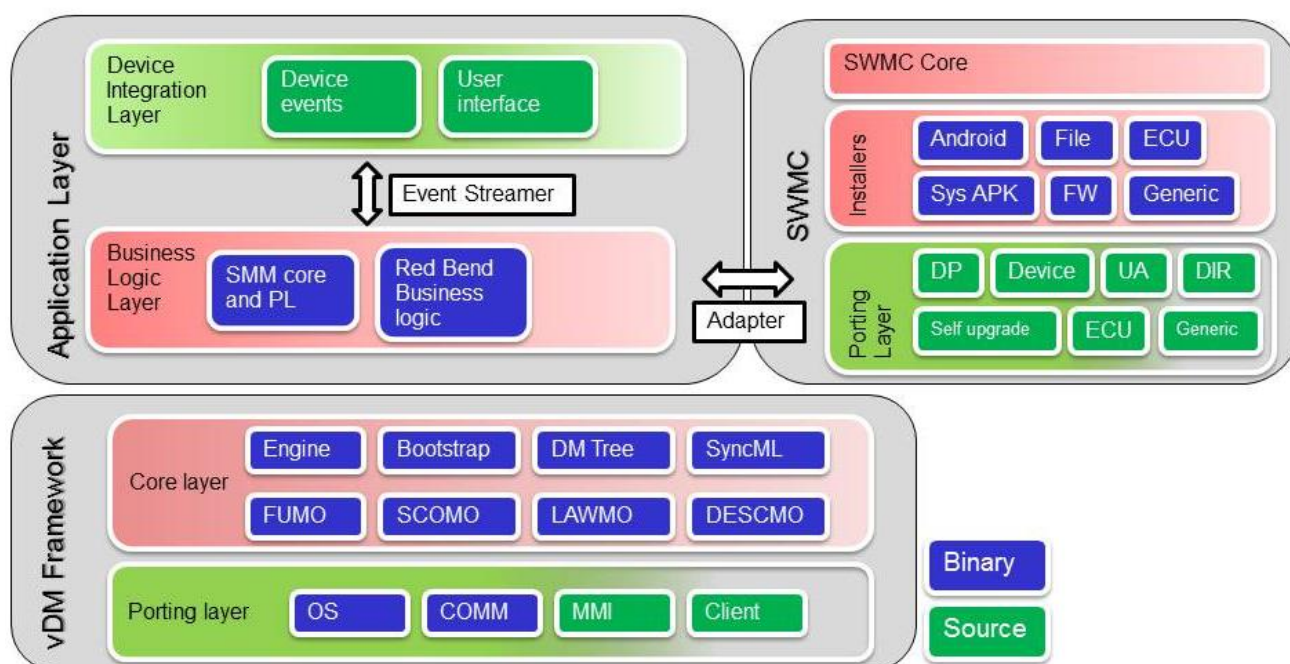 Application Layer
Device
Integration
Layer
Device
events
User
interface
Event Streamer
Business
Logic
Layer
SMM core
and PL
Red Bend
Business
logic
Adapter
SWMC
SWMC Core
Installers
Android
File
ECU
Sys APK
FW
Generic
Porting
Layer
DP
Device
UA
DIR
Self upgrade
ECU
Generic
vDM Framework
Core layer
Engine
Bootstrap
DM Tree
SyncML
FUMO
SCOMO
LAWMO
DESCMO
Porting layer
OS
COMM
MMI
Client
Binary
Source